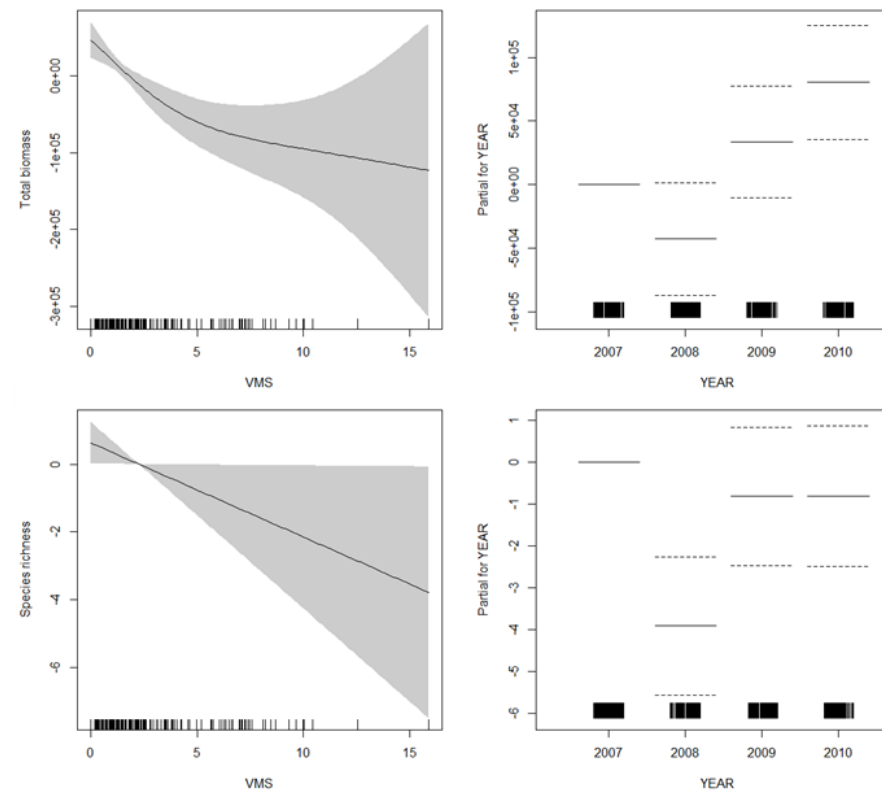 Total biomass
0e+00
-1e+05
-2e+05
-3e+05
0 5 10 15
VMS
Partial for YEAR
1e+05
5e+04
0e+00
-5e+04
-1e+05
2007 2008 2009 2010
YEAR
Species richness
0
-2
-4
-6
0 5 10 15
VMS
Partial for YEAR
1
0
-1
-2
-3
-4
-5
-6
2007 2008 2009 2010
YEAR